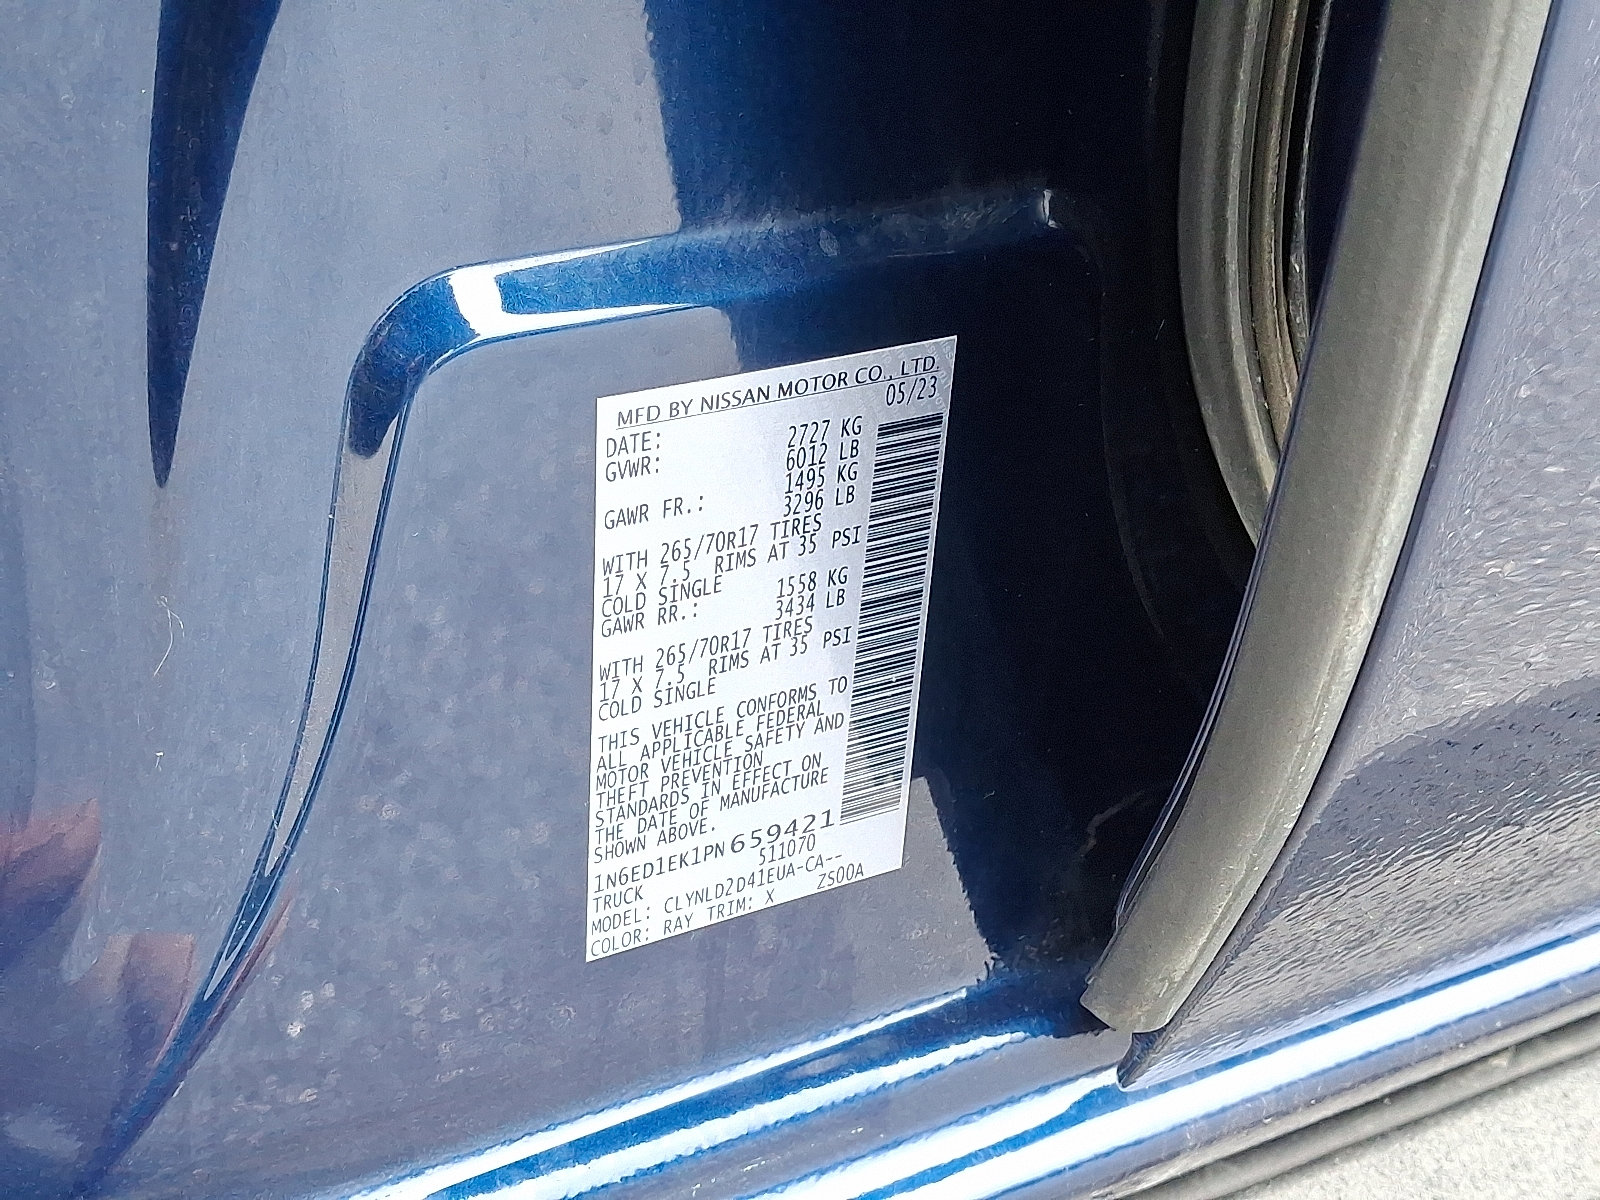 MFD BY NISSAN MOTOR CO., LTD.
DATE: 05/23
GVWR: 2727 KG
6012 LB
GAWR FR.: 1495 KG
3296 LB
WITH 265/70R17 TIRES
17 X 7.5 RIMS AT 35 PSI
COLD SINGLE
GAWR RR.: 1558 KG
3434 LB
WITH 265/70R17 TIRES
17 X 7.5 RIMS AT 35 PSI
COLD SINGLE
THIS VEHICLE CONFORMS TO
ALL APPLICABLE FEDERAL
MOTOR VEHICLE SAFETY AND
THEFT PREVENTION
STANDARDS IN EFFECT ON
THE DATE OF MANUFACTURE
SHOWN ABOVE.
1N6ED1EK1PN659421
TRUCK 511070
MODEL: CLYNLD2D41EUA-CA--
COLOR: RAY TRIM: X ZS00A